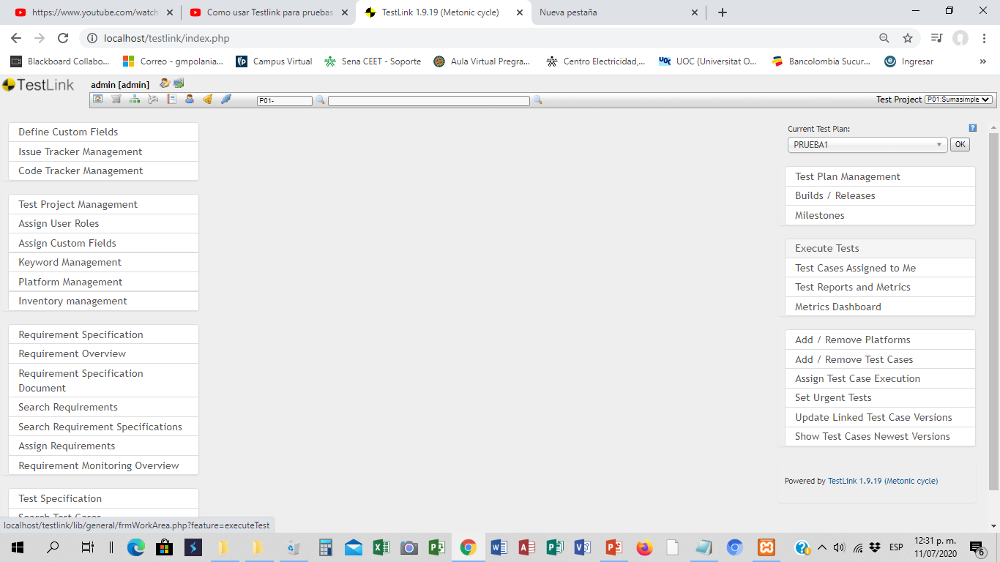 https://www.youtube.com/watch
Como usar Testlink para pruebas
TestLink 1.9.19 (Metonic cycle)
Nueva pestaña
localhost/testlink/index.php
Blackboard Collabo...
Correo - gmpolania...
Campus Virtual
Sena CEET - Soporte
Aula Virtual Pregra...
Centro Electricidad,...
UOC (Universitat O...
Bancolombia Sucur...
Ingresar
TestLink
admin [admin]
P01-
Test Project P01:Sumasimple
Define Custom Fields
Issue Tracker Management
Code Tracker Management
Test Project Management
Assign User Roles
Assign Custom Fields
Keyword Management
Platform Management
Inventory management
Requirement Specification
Requirement Overview
Requirement Specification
Document
Search Requirements
Search Requirement Specifications
Assign Requirements
Requirement Monitoring Overview
Test Specification
Search Test Cases
Current Test Plan:
PRUEBA1
OK
Test Plan Management
Builds / Releases
Milestones
Execute Tests
Test Cases Assigned to Me
Test Reports and Metrics
Metrics Dashboard
Add / Remove Platforms
Add / Remove Test Cases
Assign Test Case Execution
Set Urgent Tests
Update Linked Test Case Versions
Show Test Cases Newest Versions
Powered by TestLink 1.9.19 (Metonic cycle)
localhost/testlink/lib/general/frmWorkArea.php?feature=executeTest
ESP
12:31 p. m.
11/07/2020
6